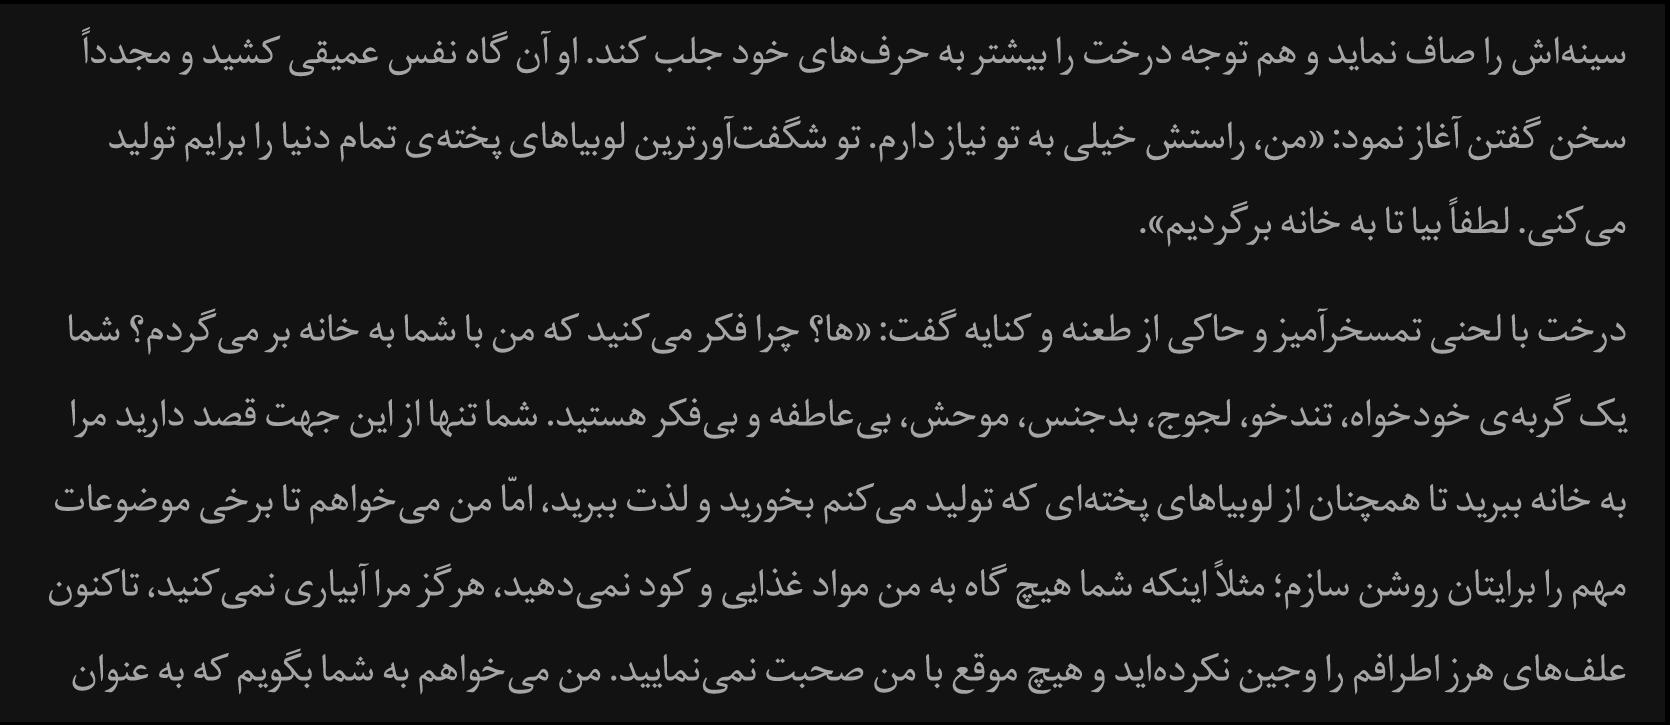 سینه‌اش را صاف نماید و هم توجه درخت را بیشتر به حرف‌های خود جلب کند. او آن گاه نفس عمیقی کشید و مجدداً
سخن گفتن آغاز نمود: «من، راستش خیلی به تو نیاز دارم. تو شگفت‌آورترین لوبیاهای پخته‌ی تمام دنیا را برایم تولید
می‌کنی. لطفاً بیا تا به خانه برگردیم».
درخت با لحنی تمسخرآمیز و حاکی از طعنه و کنایه گفت: «ها؟ چرا فکر می‌کنید که من با شما به خانه بر می‌گردم؟ شما
یک گربه‌ی خودخواه، تندخو، لجوج، بدجنس، موحش، بی‌عاطفه و بی‌فکر هستید. شما تنها از این جهت قصد دارید مرا
به خانه ببرید تا همچنان از لوبیاهای پخته‌ای که تولید می‌کنم بخورید و لذت ببرید، امّا من می‌خواهم تا برخی موضوعات
مهم را برایتان روشن سازم؛ مثلاً اینکه شما هیچ گاه به من مواد غذایی و کود نمی‌دهید، هرگز مرا آبیاری نمی‌کنید، تاکنون
علف‌های هرز اطرافم را وجین نکرده‌اید و هیچ موقع با من صحبت نمی‌نمایید. من می‌خواهم به شما بگویم که به عنوان